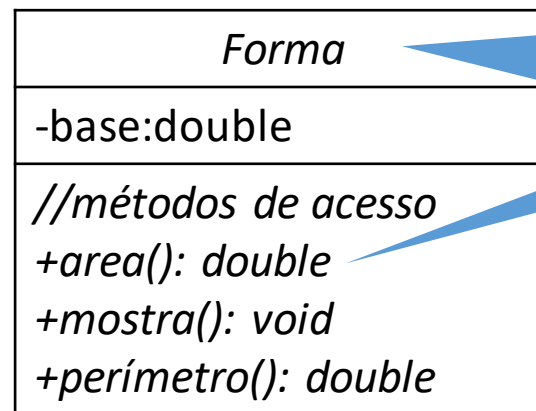 Forma
-base:double
//métodos de acesso
+area(): double
+mostra(): void
+perímetro(): double